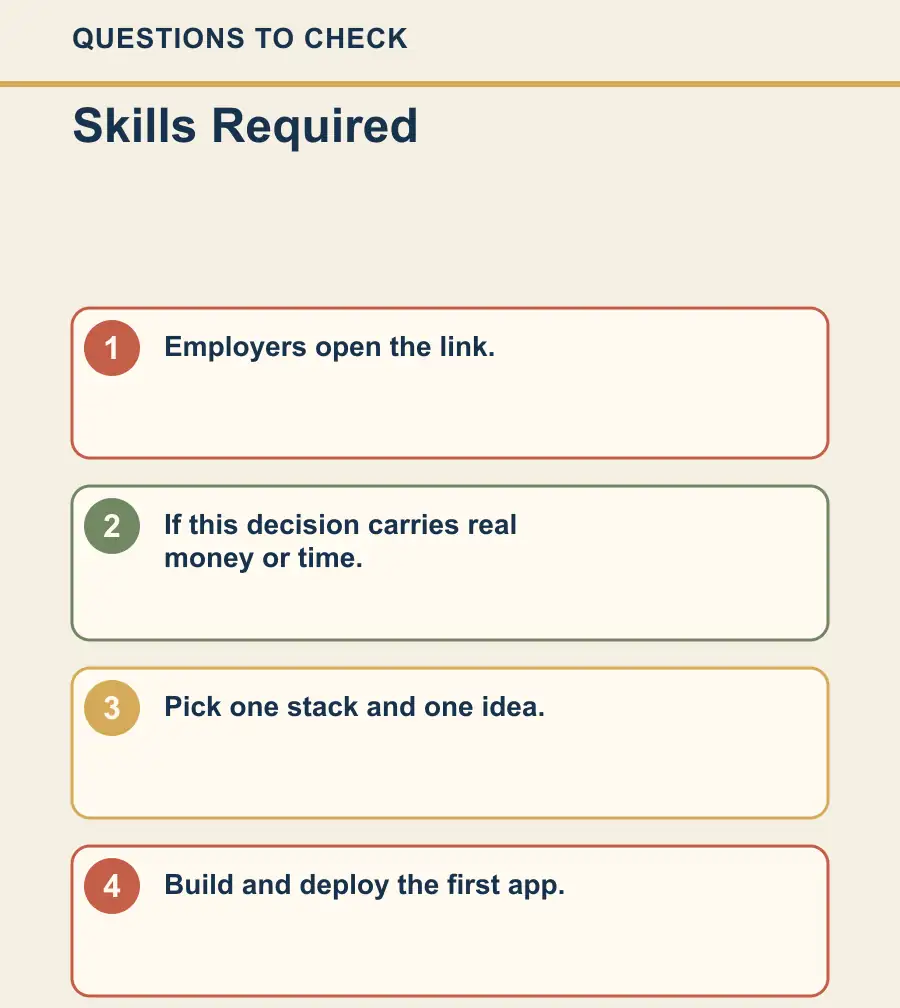 QUESTIONS TO CHECK
Skills Required
1
Employers open the link.
2
If this decision carries real
money or time.
3
Pick one stack and one idea.
4
Build and deploy the first app.